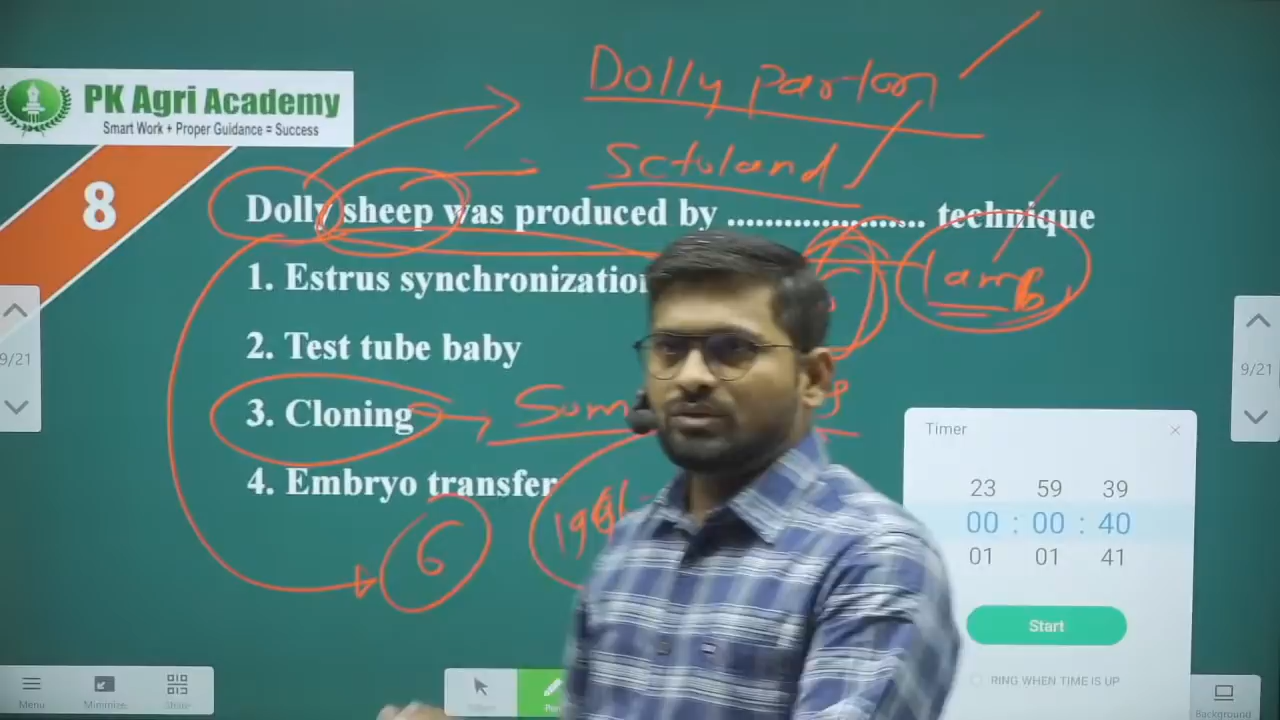 Dolly parton
PK Agri Academy
Smart Work + Proper Guidance = Success
Sctoland
8
Dolly sheep was produced by ..................... technique
1. Estrus synchronization
lamb
2. Test tube baby
3. Cloning
4. Embryo transfer
6
9/21
9/21
Timer
23 59 39
00 : 00 : 40
01 01 41
Start
RING WHEN TIME IS UP
Menu
Minimize
Background